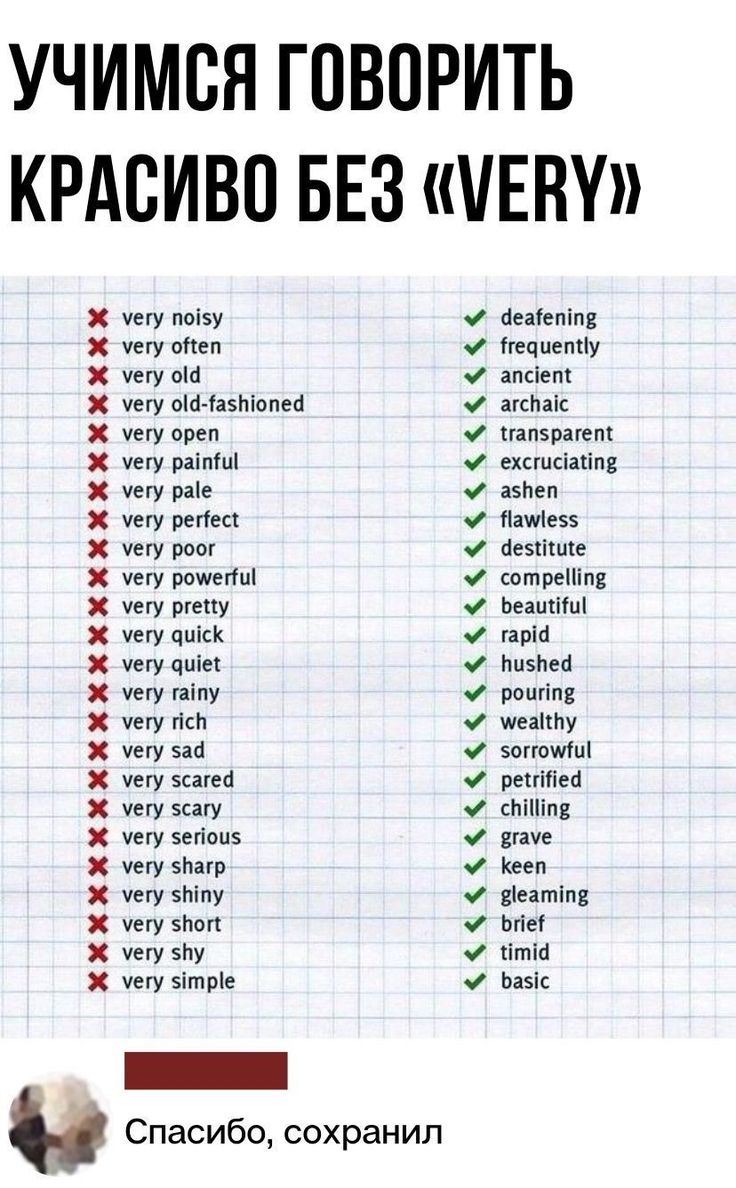 УЧИМСЯ ГОВОРИТЬ
КРАСИВО БЕЗ «VERY»
❌ very noisy ✔ deafening
❌ very often ✔ frequently
❌ very old ✔ ancient
❌ very old-fashioned ✔ archaic
❌ very open ✔ transparent
❌ very painful ✔ excruciating
❌ very pale ✔ ashen
❌ very perfect ✔ flawless
❌ very poor ✔ destitute
❌ very powerful ✔ compelling
❌ very pretty ✔ beautiful
❌ very quick ✔ rapid
❌ very quiet ✔ hushed
❌ very rainy ✔ pouring
❌ very rich ✔ wealthy
❌ very sad ✔ sorrowful
❌ very scared ✔ petrified
❌ very scary ✔ chilling
❌ very serious ✔ grave
❌ very sharp ✔ keen
❌ very shiny ✔ gleaming
❌ very short ✔ brief
❌ very shy ✔ timid
❌ very simple ✔ basic
Спасибо, сохранил